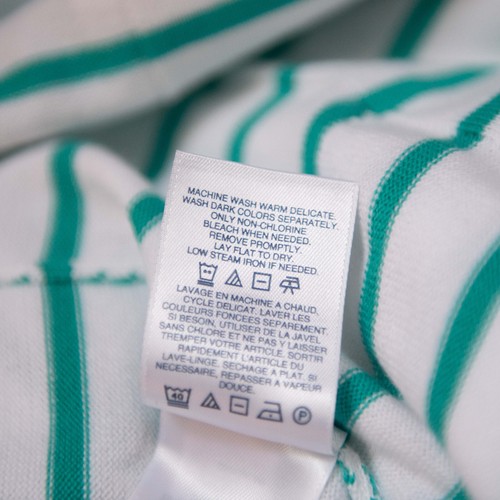 MACHINE WASH WARM DELICATE.
WASH DARK COLORS SEPARATELY.
ONLY NON-CHLORINE
BLEACH WHEN NEEDED.
REMOVE PROMPTLY.
LAY FLAT TO DRY.
LOW STEAM IRON IF NEEDED.
LAVAGE EN MACHINE A CHAUD,
CYCLE DELICAT. LAVER LES
COULEURS FONCEES SEPAREMENT.
SI BESOIN, UTILISER DE LA JAVEL
SANS CHLORE ET NE PAS Y LAISSER
TREMPER VOTRE ARTICLE. SORTIR
RAPIDEMENT L'ARTICLE DU
LAVE-LINGE. SECHAGE A PLAT. SI
NECESSAIRE, REPASSER A VAPEUR
DOUCE.
40 P